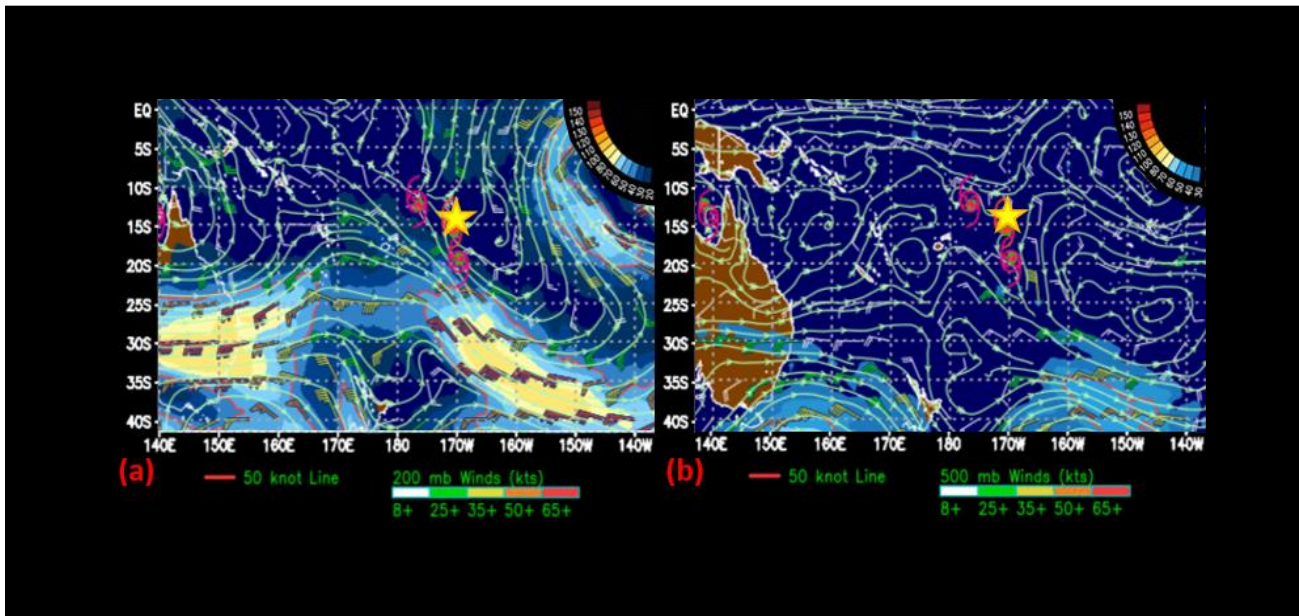 EQ
5S
10S
15S
20S
25S
30S
35S
40S
140E 150E 160E 170E 180 170W 160W 150W 140W
(a)
50 knot Line
200 mb Winds (kts)
8+ 25+ 35+ 50+ 65+
EQ
5S
10S
15S
20S
25S
30S
35S
40S
140E 150E 160E 170E 180 170W 160W 150W 140W
(b)
50 knot Line
500 mb Winds (kts)
8+ 25+ 35+ 50+ 65+